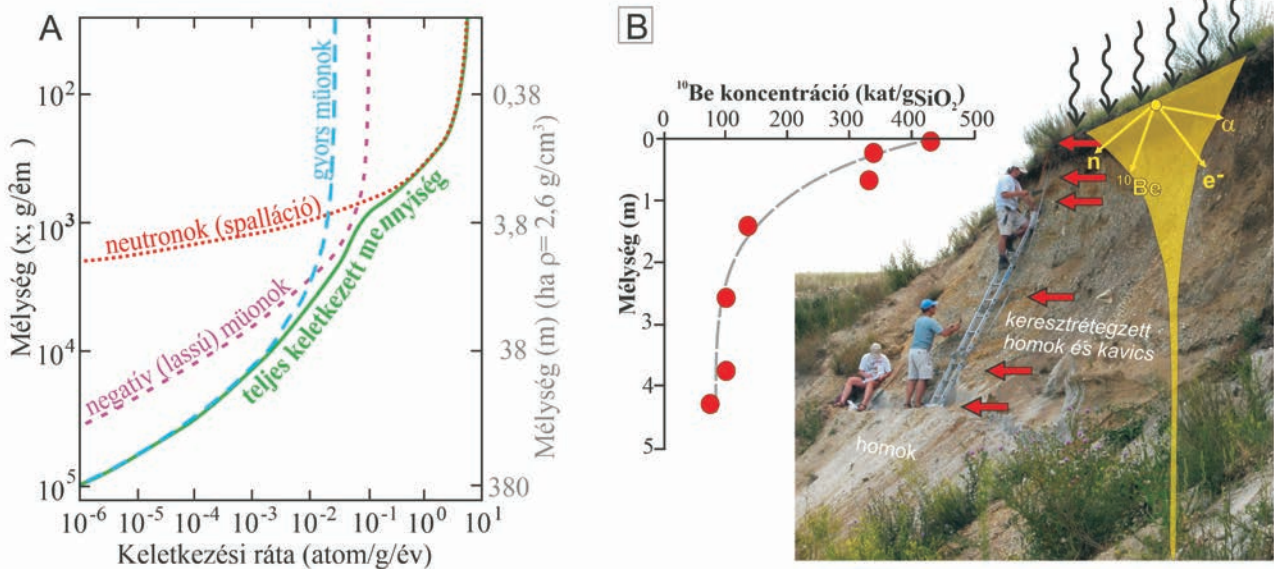 A
Mélység (x; g/êm)
10²
10³
10⁴
10⁵
neutronok (spalláció)
negatív (lassú) müonok
gyors müonok
teljes keletkezett mennyiség
0,38
3,8
38
380
Mélység (m) (ha ρ= 2,6 g/cm³)
10⁻⁶ 10⁻⁵ 10⁻⁴ 10⁻³ 10⁻² 10⁻¹ 10⁰ 10¹
Keletkezési ráta (atom/g/év)
B
¹⁰Be koncentráció (kat/gSiO₂)
0 100 200 300 400 500
Mélység (m)
0
1
2
3
4
5
α
n
¹⁰Be
e⁻
keresztrétegzett
homok és kavics
homok